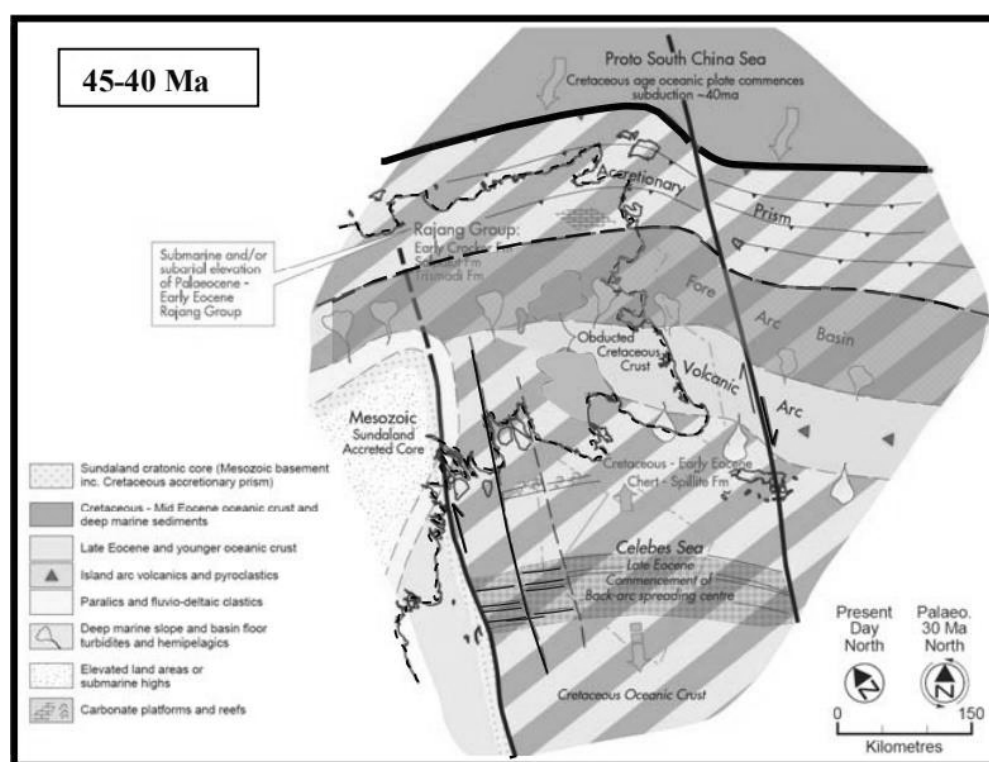 45-40 Ma
Proto South China Sea
Cretaceous age oceanic plate commences
subduction ~40ma
Accretionary
Prism
Submarine and/or
subarial elevation
of Palaeocene -
Early Eocene
Rajang Group
Rajang Group:
Early Crocker Fm
Trismadi Fm
Fore
Arc
Basin
Obducted
Cretaceous
Crust
Volcanic
Arc
Mesozoic
Sundaland
Accreted Core
Cretaceous - Early Eocene
Chert - Spillite Fm
Celebes Sea
Late Eocene
Commencement of
Back-arc spreading centre
Cretaceous Oceanic Crust
Sundaland cratonic core (Mesozoic basement
inc. Cretaceous accretionary prism)
Cretaceous - Mid Eocene oceanic crust and
deep marine sediments
Late Eocene and younger oceanic crust
Island arc volcanics and pyroclastics
Paralics and fluvio-deltaic clastics
Deep marine slope and basin floor
turbidites and hemipelagics
Elevated land areas or
submarine highs
Carbonate platforms and reefs
Present
Day
North
N
Palaeo.
30 Ma
North
N
0 150
Kilometres